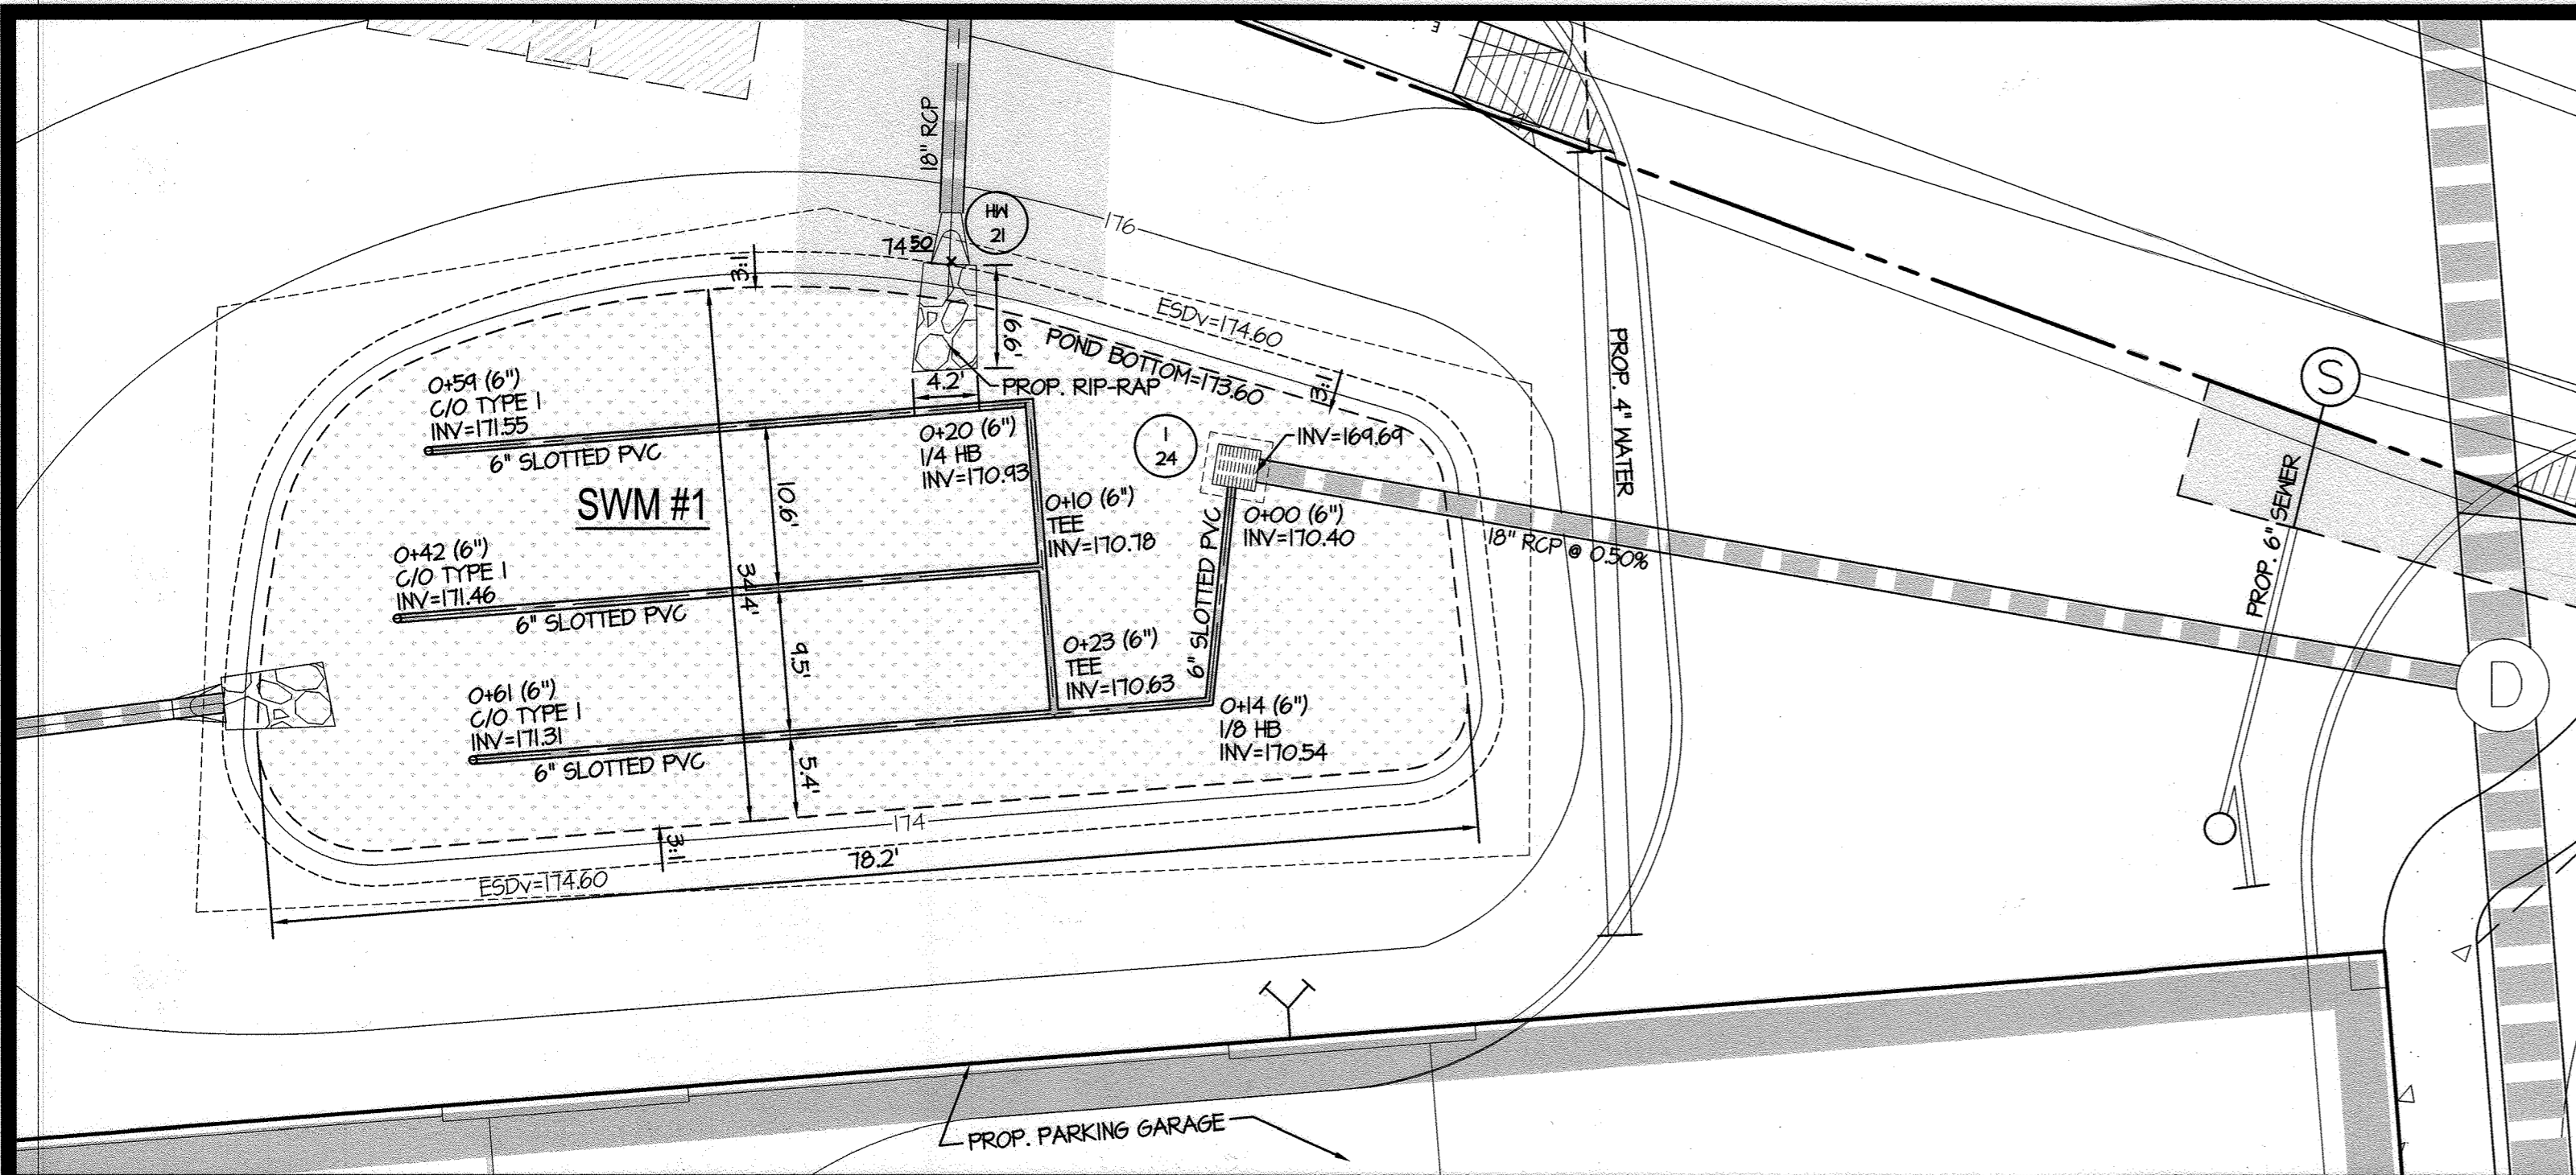 18" RCP
HW
21
176
74 50
3:1
ESDv=174.60
6.6'
POND BOTTOM=173.60
3:1
4.2'
PROP. RIP-RAP
0+59 (6")
C/O TYPE 1
INV=171.55
6" SLOTTED PVC
0+20 (6")
1/4 HB
INV=170.93
1
24
INV=169.69
PROP. 4" WATER
S
PROP. 6" SEWER
SWM #1
10.6'
0+10 (6")
TEE
INV=170.78
0+00 (6")
INV=170.40
6" SLOTTED PVC
18" RCP @ 0.50%
0+42 (6")
C/O TYPE 1
INV=171.46
6" SLOTTED PVC
34.4'
9.5'
0+23 (6")
TEE
INV=170.63
D
0+61 (6")
C/O TYPE 1
INV=171.31
6" SLOTTED PVC
5.4'
0+14 (6")
1/8 HB
INV=170.54
174
3:1
78.2'
ESDv=174.60
PROP. PARKING GARAGE